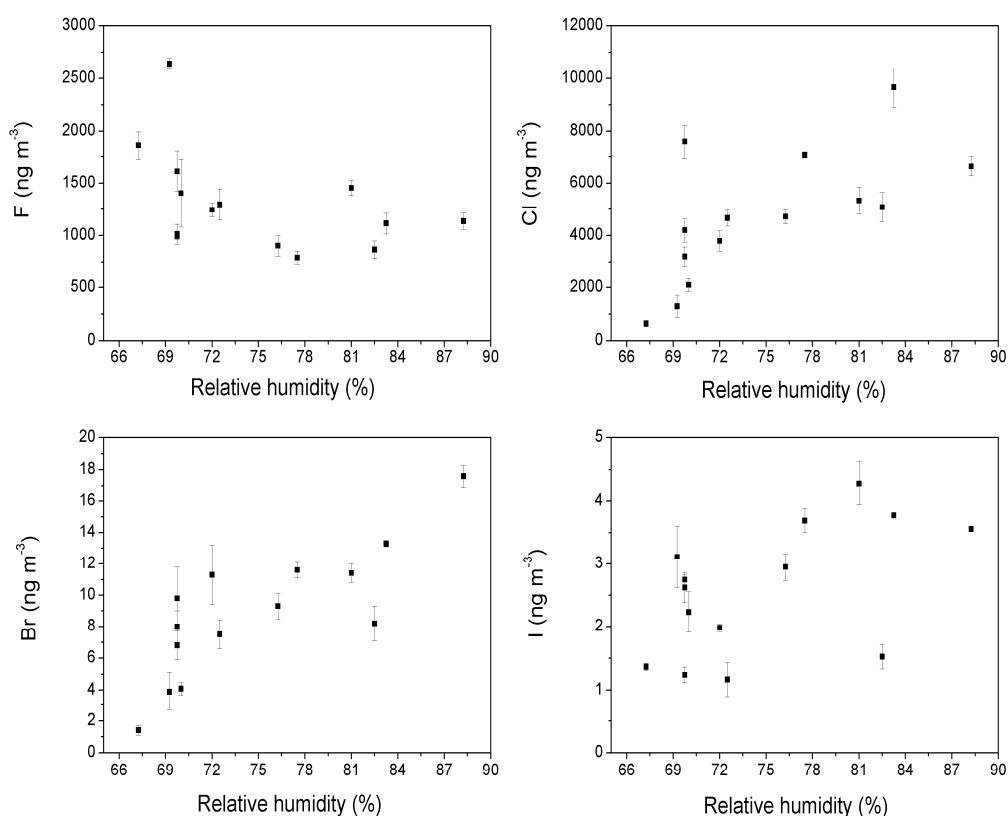 3000
2500
2000
1500
1000
500
0
F (ng m⁻³)
66 69 72 75 78 81 84 87 90
Relative humidity (%)
12000
10000
8000
6000
4000
2000
0
Cl (ng m⁻³)
66 69 72 75 78 81 84 87 90
Relative humidity (%)
20
18
16
14
12
10
8
6
4
2
0
Br (ng m⁻³)
66 69 72 75 78 81 84 87 90
Relative humidity (%)
5
4
3
2
1
0
I (ng m⁻³)
66 69 72 75 78 81 84 87 90
Relative humidity (%)